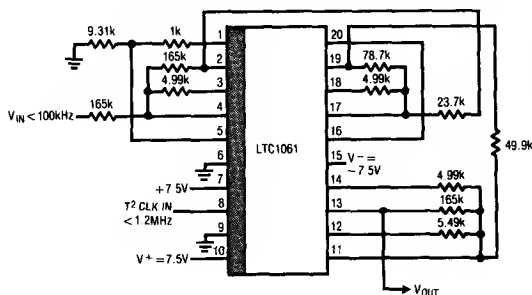 9.31k
1k
1
20
165k
2
19
78.7k
4.99k
3
18
4.99k
VIN < 100kHz
165k
4
17
23.7k
5
16
49.9k
LTC1061
6
15
V− =
−7 5V
+7 5V
7
14
4.99k
T² CLK IN
< 1.2MHz
8
13
165k
9
12
5.49k
V+ = 7.5V
10
11
VOUT